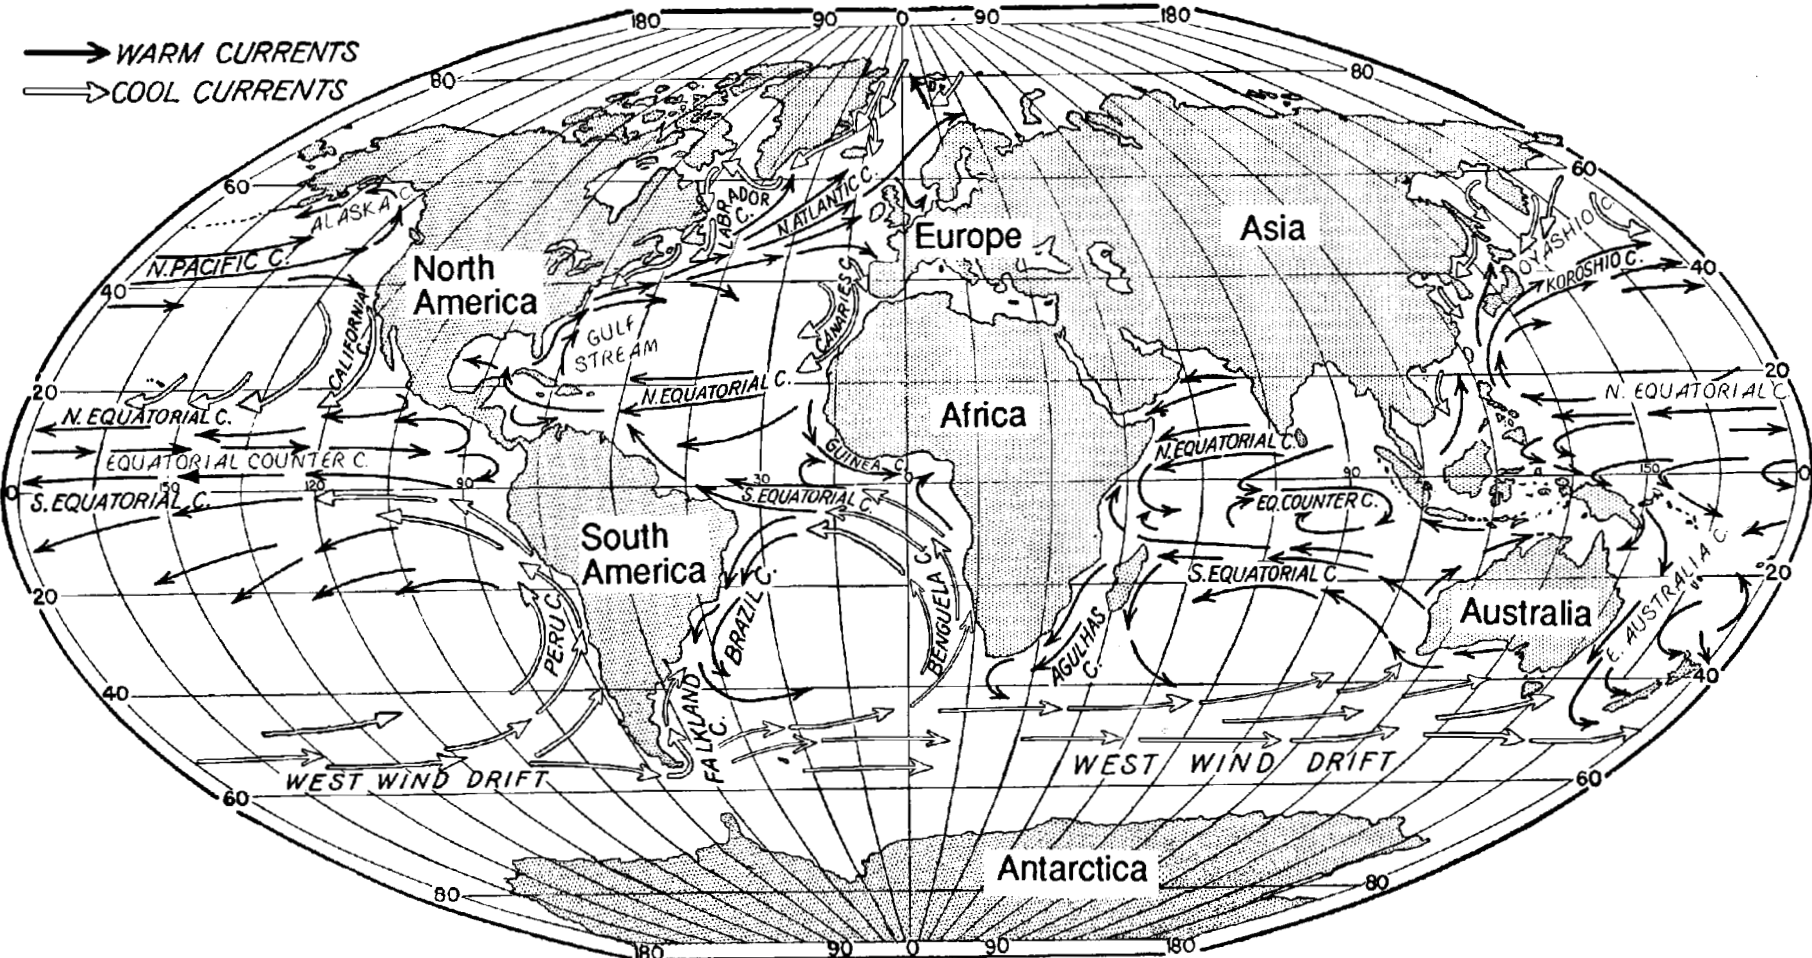 180 90 0 90 180
WARM CURRENTS
COOL CURRENTS
80 80
60 60
ALASKA C.
LABRADOR
C.
N. ATLANTIC C.
Europe
Asia
OYASHIO C.
N. PACIFIC C.
North
America
KOROSHIO C.
40 40
CALIFORNIA
C.
GULF
STREAM
CANARIES C.
20 20
N. EQUATORIAL C.
N. EQUATORIAL C.
N. EQUATORIAL C.
Africa
N. EQUATORIAL C.
EQUATORIAL COUNTER C.
GUINEA C.
0 150 120 90 30 0 90 150 0
S. EQUATORIAL C.
S. EQUATORIAL C.
EQ. COUNTER C.
South
America
S. EQUATORIAL C.
E. AUSTRALIA C.
20 20
PERU C.
BRAZIL C.
BENGUELA C.
AGULHAS
C.
Australia
40 40
FALKLAND
C.
WEST WIND DRIFT
WEST WIND DRIFT
60 60
Antarctica
80 80
180 90 0 90 180